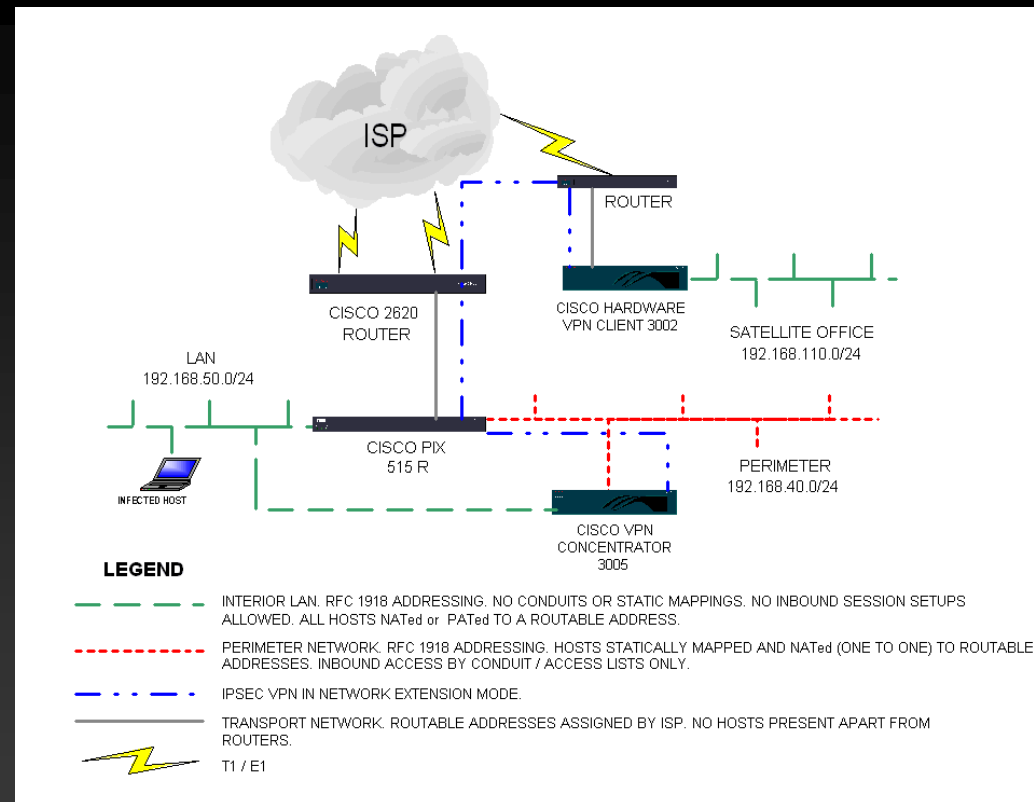 ISP
ROUTER
CISCO 2620
ROUTER
CISCO HARDWARE
VPN CLIENT 3002
SATELLITE OFFICE
192.168.110.0/24
LAN
192.168.50.0/24
CISCO PIX
515 R
INFECTED HOST
PERIMETER
192.168.40.0/24
CISCO VPN
CONCENTRATOR
3005
LEGEND
INTERIOR LAN. RFC 1918 ADDRESSING. NO CONDUITS OR STATIC MAPPINGS. NO INBOUND SESSION SETUPS
ALLOWED. ALL HOSTS NATed or PATed TO A ROUTABLE ADDRESS.
PERIMETER NETWORK. RFC 1918 ADDRESSING. HOSTS STATICALLY MAPPED AND NATed (ONE TO ONE) TO ROUTABLE
ADDRESSES. INBOUND ACCESS BY CONDUIT / ACCESS LISTS ONLY.
IPSEC VPN IN NETWORK EXTENSION MODE.
TRANSPORT NETWORK. ROUTABLE ADDRESSES ASSIGNED BY ISP. NO HOSTS PRESENT APART FROM
ROUTERS.
T1 / E1